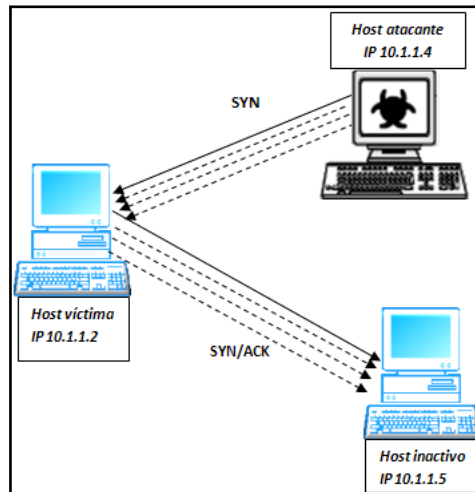 Host atacante
IP 10.1.1.4
SYN
Host víctima
IP 10.1.1.2
SYN/ACK
Host inactivo
IP 10.1.1.5